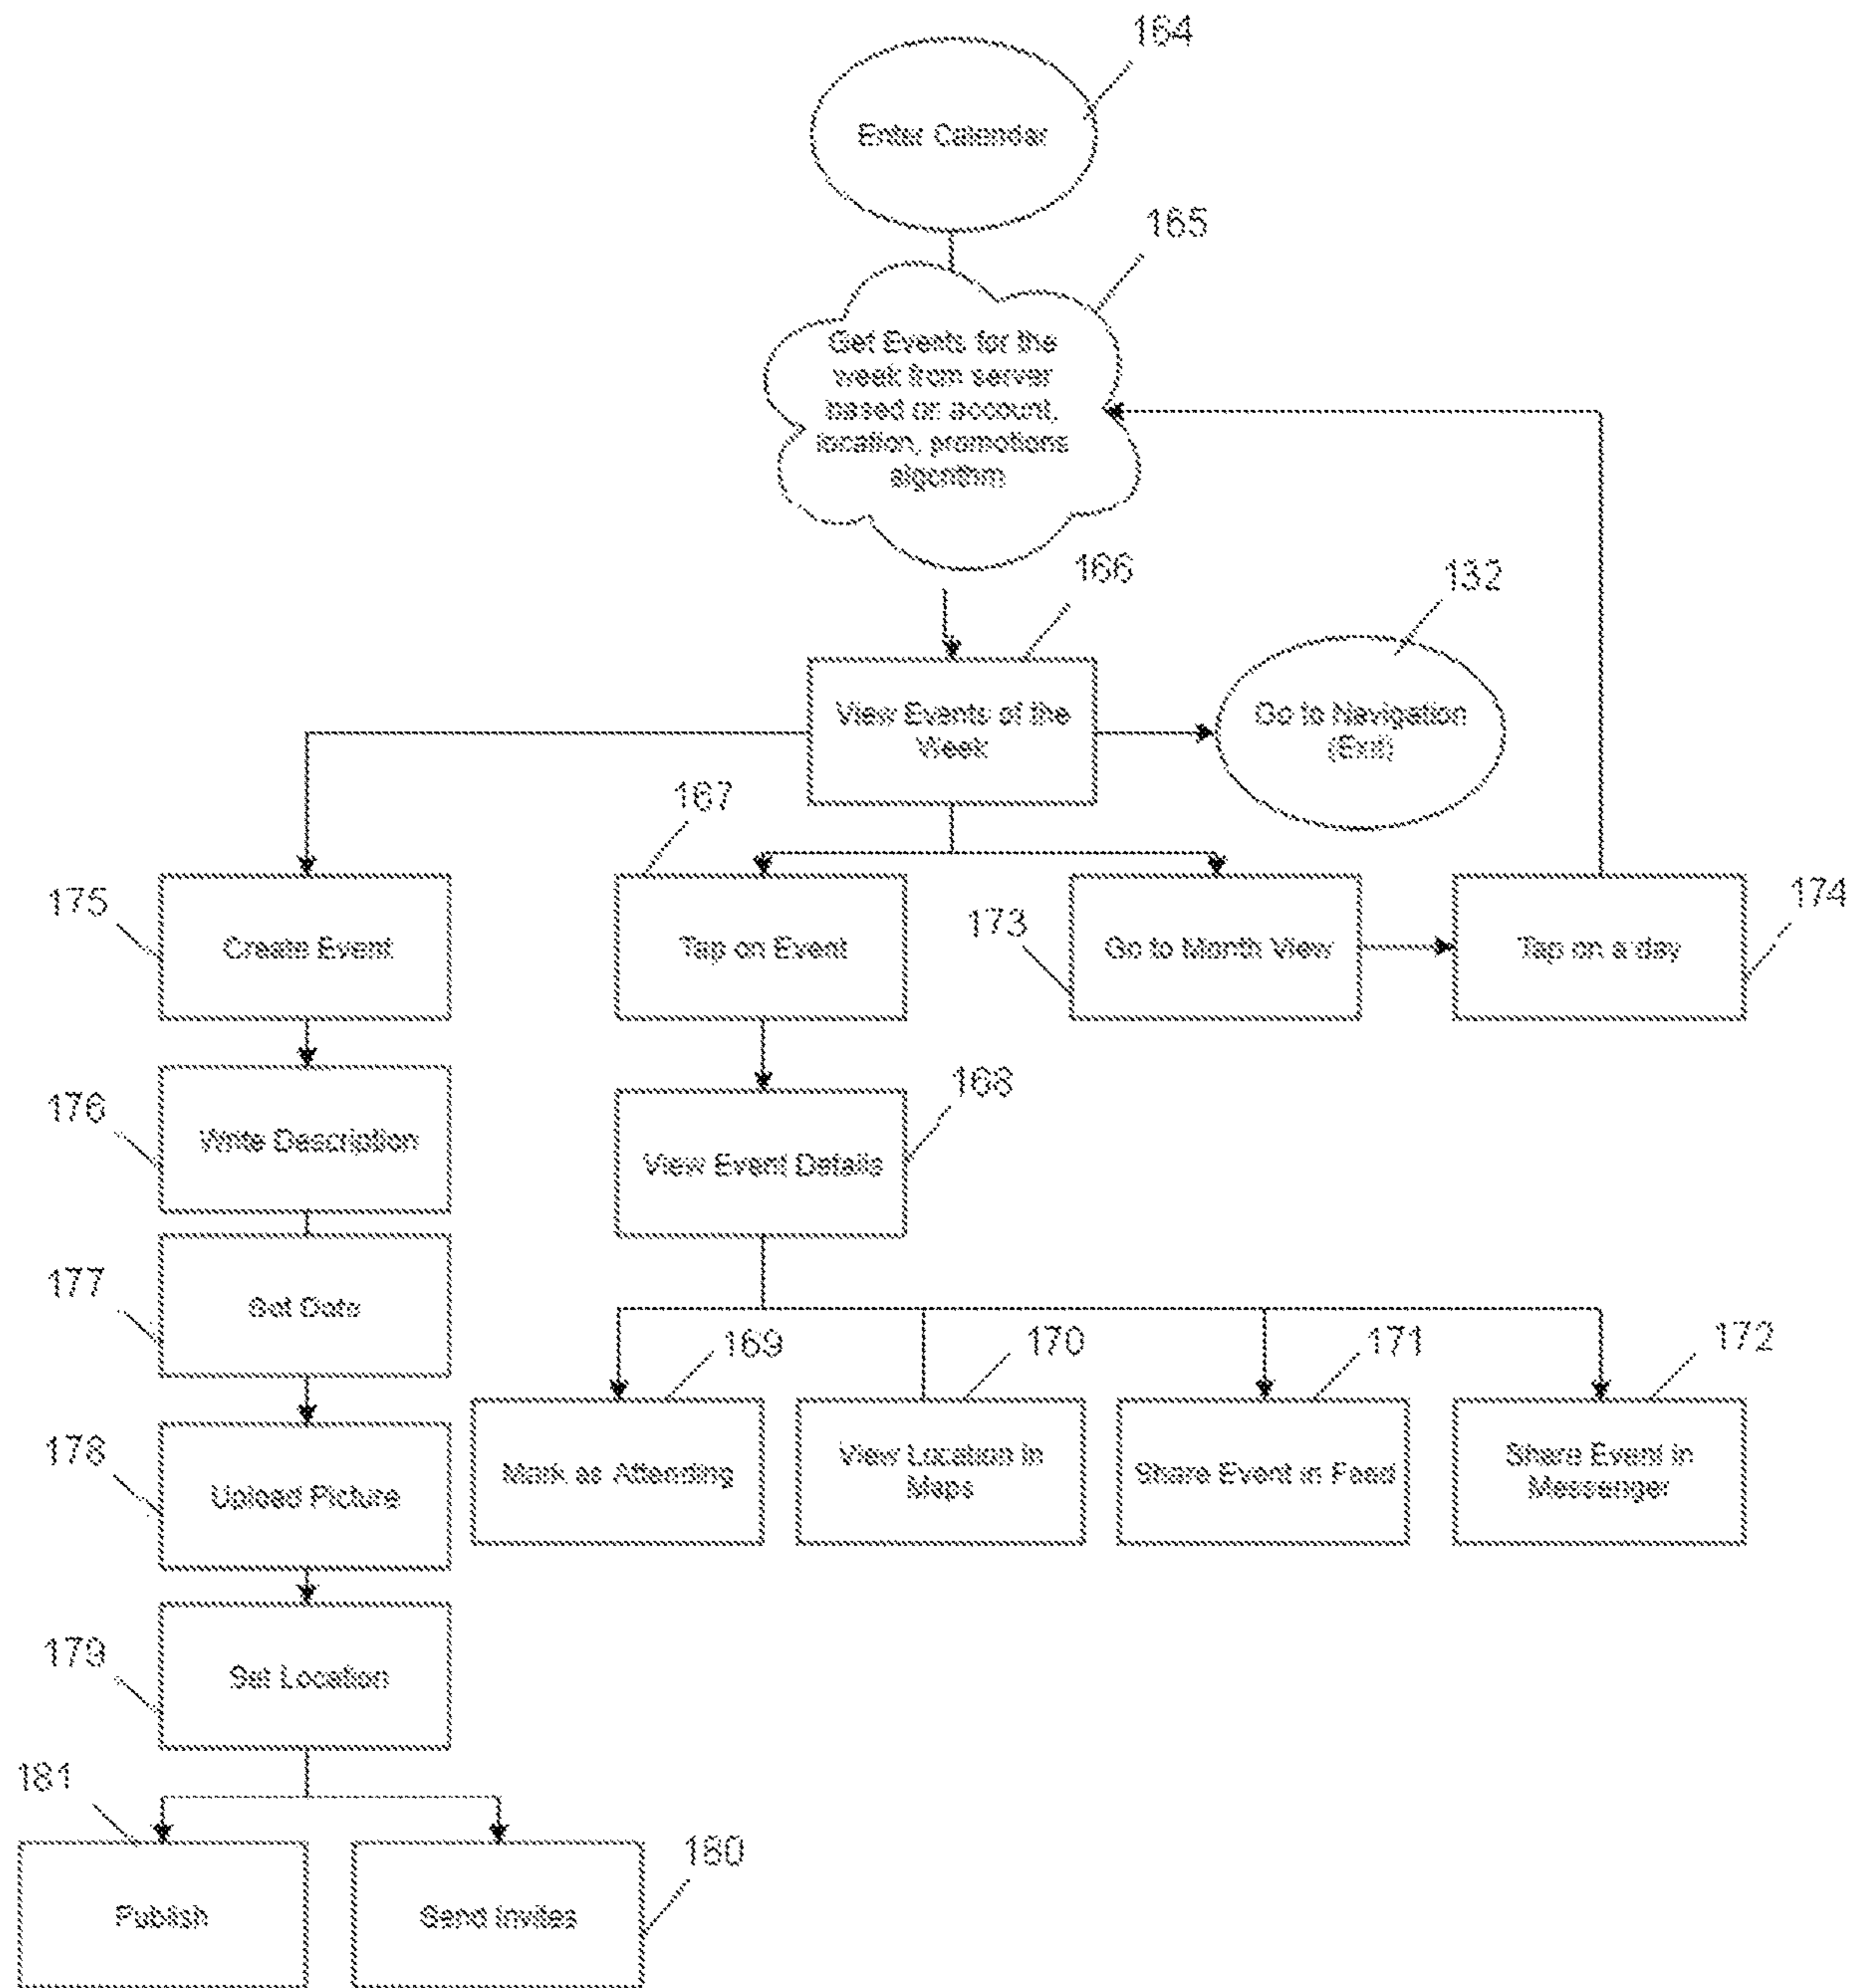 164
Enter Calendar
165
Get Events for the
week from server
based on account,
location, promotions
algorithm
166
132
View Events of the
Week
Go to Navigation
(Exit)
167
175
Create Event
Tap on Event
173
Go to Month View
Tap on a day
174
176
Write Description
168
View Event Details
177
Set Date
169
170
171
172
178
Upload Picture
Mark as Attending
View Location in
Maps
Share Event in Feed
Share Event in
Messenger
179
Set Location
181
Publish
Send Invites
180